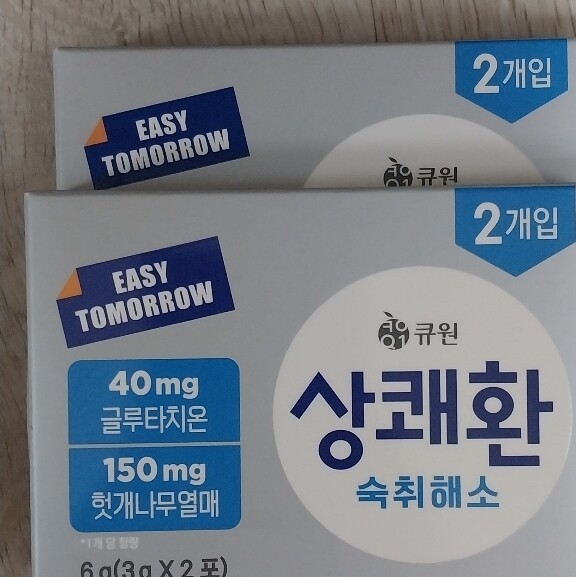 2개입
EASY
TOMORROW
큐원
2개입
EASY
TOMORROW
큐원
40mg
글루타치온
상쾌환
150mg
헛개나무열매
숙취해소
*1개 당 함량
6g(3g X 2 포)